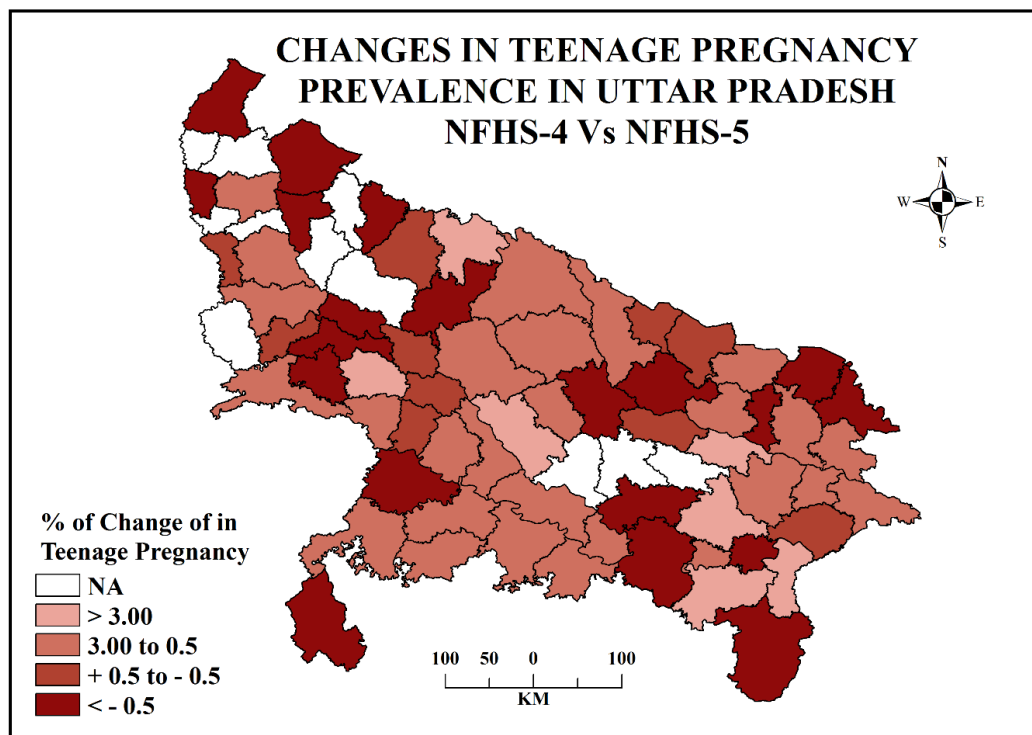 CHANGES IN TEENAGE PREGNANCY
PREVALENCE IN UTTAR PRADESH
NFHS-4 Vs NFHS-5
N
W E
S
% of Change of in
Teenage Pregnancy
NA
> 3.00
3.00 to 0.5
+ 0.5 to - 0.5
< - 0.5
100 50 0 100
KM